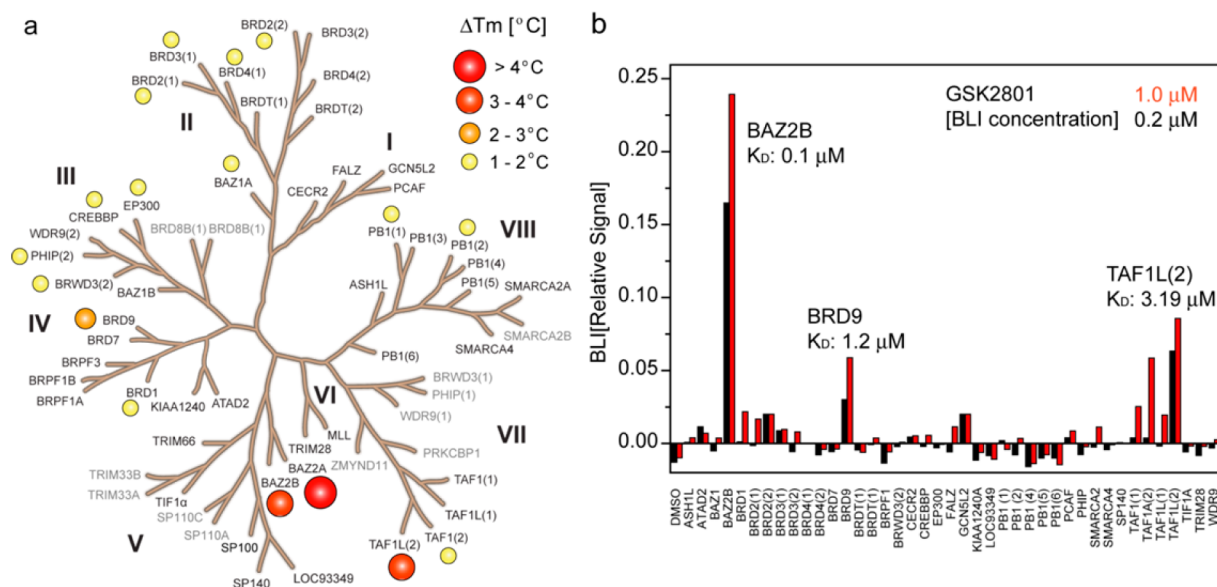 a
ΔTm [°C]
> 4°C
3 - 4°C
2 - 3°C
1 - 2°C
BRD2(2)
BRD3(2)
BRD3(1)
BRD4(1)
BRD4(2)
BRD2(1)
BRDT(1)
BRDT(2)
II
I
BAZ1A
CECR2
FALZ
GCN5L2
PCAF
III
EP300
CREBBP
WDR9(2)
BRD8B(1) BRD8B(1)
PHIP(2)
BRWD3(2)
BAZ1B
PB1(1)
PB1(3)
PB1(2)
VIII
PB1(4)
PB1(5)
ASH1L
SMARCA2A
SMARCA2B
SMARCA4
PB1(6)
IV
BRD9
BRD7
BRPF3
BRPF1B
BRPF1A
BRD1
KIAA1240
ATAD2
VI
BRWD3(1)
PHIP(1)
WDR9(1)
VII
TRIM66
TRIM28
MLL
ZMYND11
PRKCBP1
TRIM33B
TRIM33A
TIF1α
SP110C
SP110A
BAZ2A
BAZ2B
TAF1(1)
TAF1L(1)
V
SP100
SP140
LOC93349
TAF1L(2)
TAF1(2)
b
BLI[Relative Signal]
0.25
0.20
0.15
0.10
0.05
0.00
GSK2801 1.0 µM
[BLI concentration] 0.2 µM
BAZ2B
KD: 0.1 µM
BRD9
KD: 1.2 µM
TAF1L(2)
KD: 3.19 µM
DMSO
ASH1L
ATAD2
BAZ1
BAZ2B
BRD1
BRD2(1)
BRD2(2)
BRD3(1)
BRD3(2)
BRD4(1)
BRD4(2)
BRD7
BRD9
BRDT(1)
BRDT(1)
BRPF1
BRWD3(2)
CECR2
CREBBP
EP300
FALZ
GCN5L2
KIAA1240A
LOC93349
PB1 (1)
PB1 (2)
PB1 (4)
PB1(5)
PB1(6)
PCAF
PHIP
SMARCA2
SMARCA4
SP140
TAF1(1)
TAF1A(2)
TAF1L(1)
TAF1L(2)
TIF1A
TRIM28
WDR9